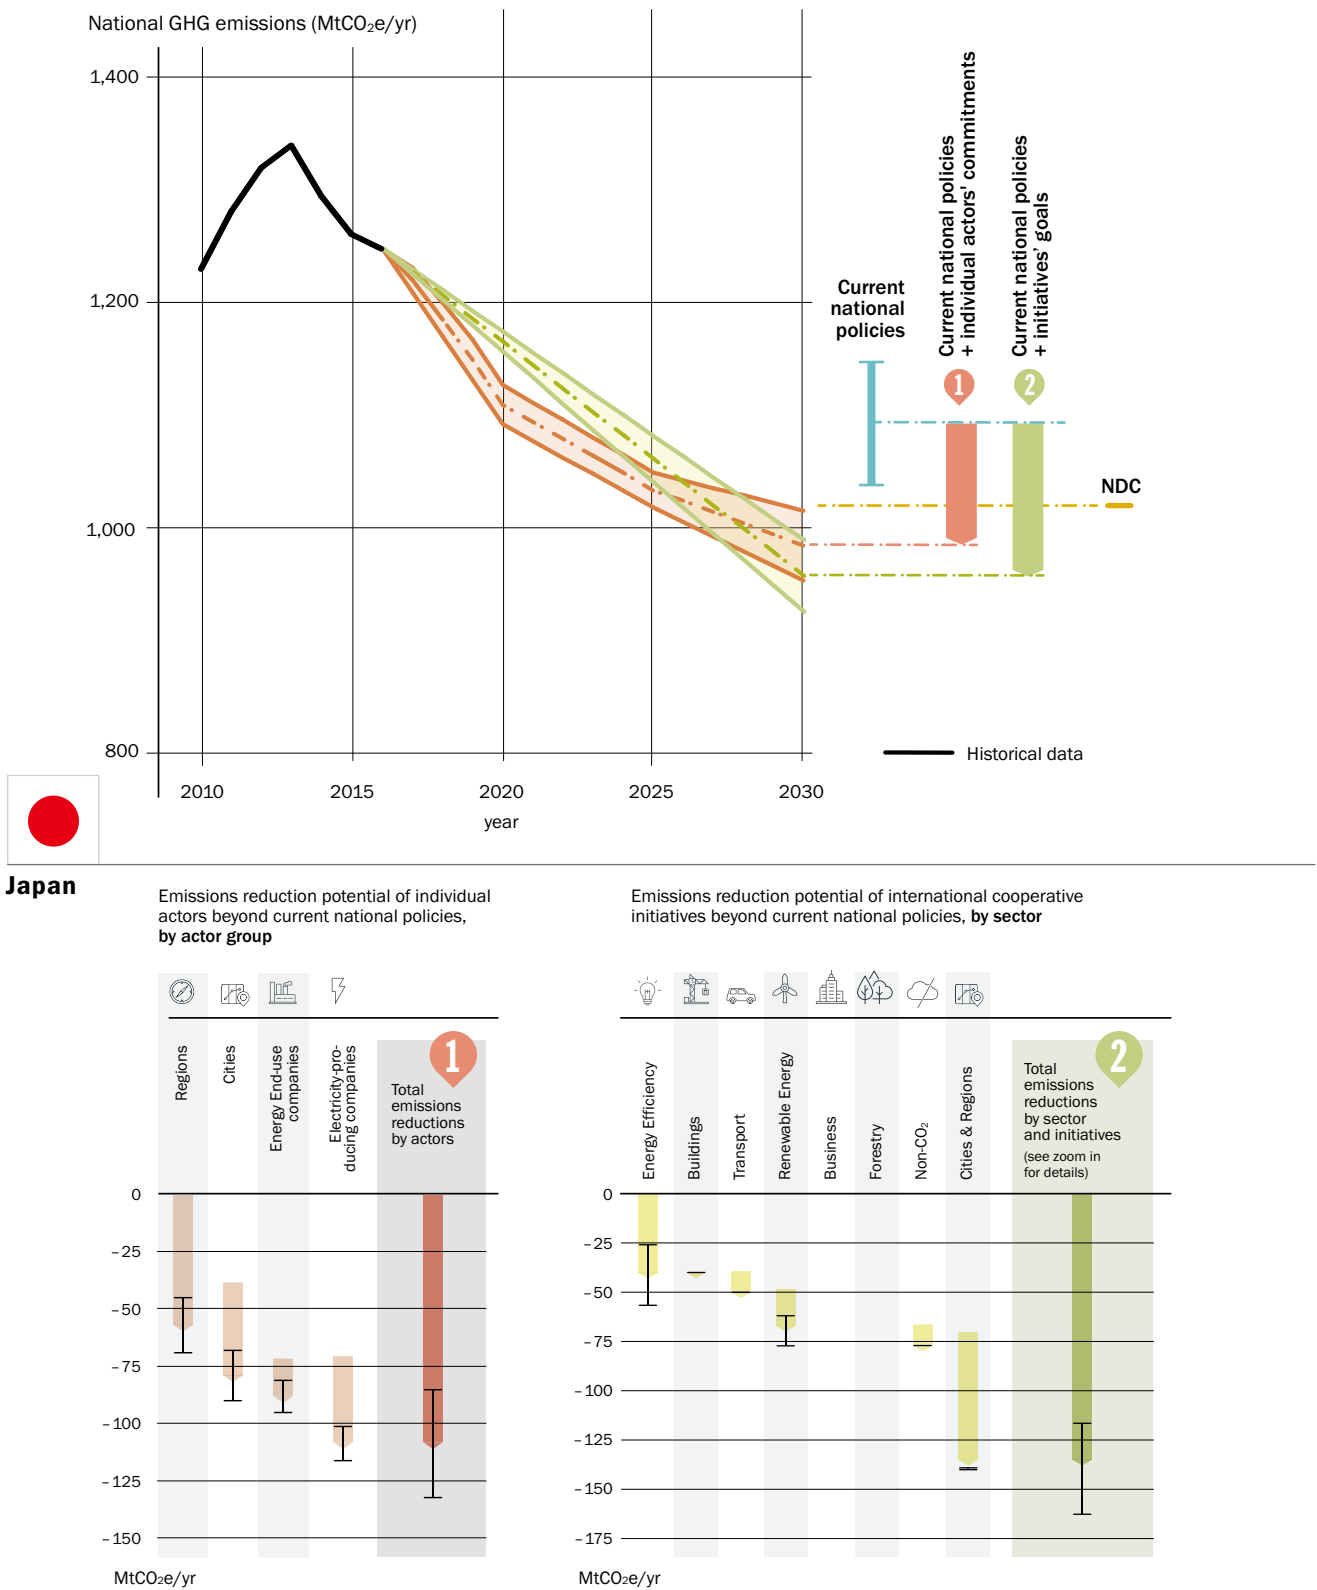 National GHG emissions (MtCO₂e/yr)
1,400
1,200
1,000
800
2010
2015
2020
2025
2030
year
Current
national
policies
Current national policies
+ individual actors' commitments
Current national policies
+ initiatives' goals
1
2
NDC
Historical data
Japan
Emissions reduction potential of individual
actors beyond current national policies,
by actor group
Regions
Cities
Energy End-use
companies
Electricity-pro-
ducing companies
1
Total
emissions
reductions
by actors
0
–25
–50
–75
–100
–125
–150
MtCO₂e/yr
Emissions reduction potential of international cooperative
initiatives beyond current national policies, by sector
Energy Efficiency
Buildings
Transport
Renewable Energy
Business
Forestry
Non-CO₂
Cities & Regions
2
Total
emissions
reductions
by sector
and initiatives
(see zoom in
for details)
0
–25
–50
–75
–100
–125
–150
–175
MtCO₂e/yr